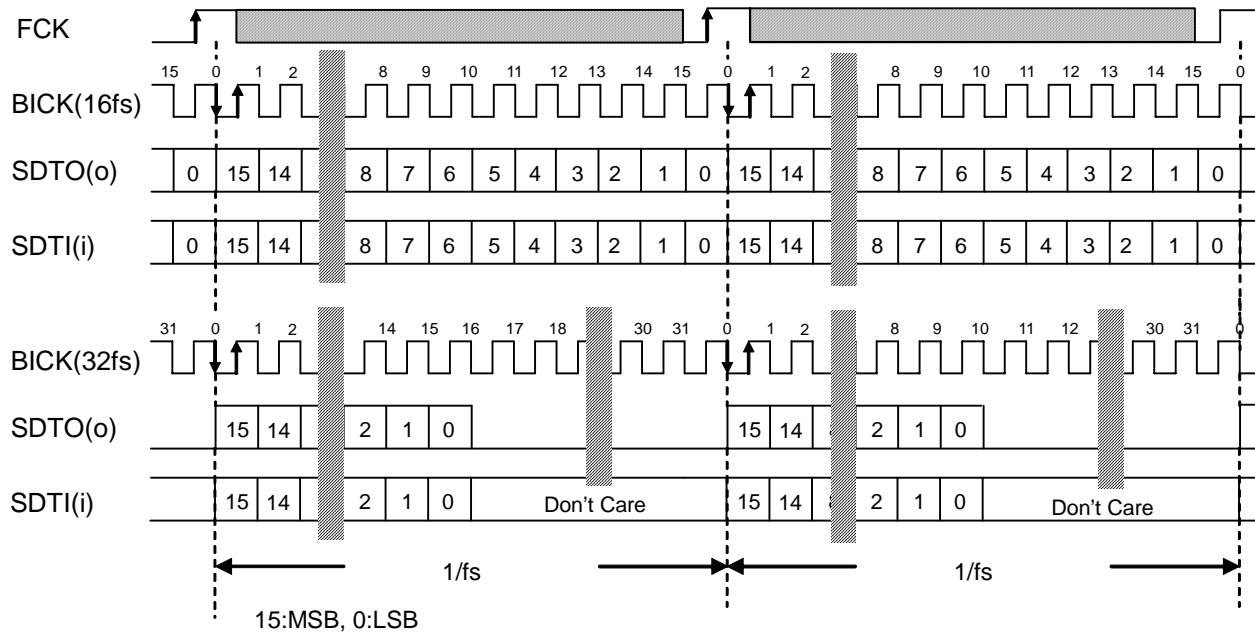 FCK
15 0 1 2 8 9 10 11 12 13 14 15 0 1 2 8 9 10 11 12 13 14 15 0
BICK(16fs)
SDTO(o) 0 15 14 8 7 6 5 4 3 2 1 0 15 14 8 7 6 5 4 3 2 1 0
SDTI(i) 0 15 14 8 7 6 5 4 3 2 1 0 15 14 8 7 6 5 4 3 2 1 0
31 0 1 2 14 15 16 17 18 30 31 0 1 2 8 9 10 11 12 30 31 0
BICK(32fs)
SDTO(o) 15 14 2 1 0 15 14 2 1 0
SDTI(i) 15 14 2 1 0 Don't Care 15 14 2 1 0 Don't Care
1/fs 1/fs
15:MSB, 0:LSB